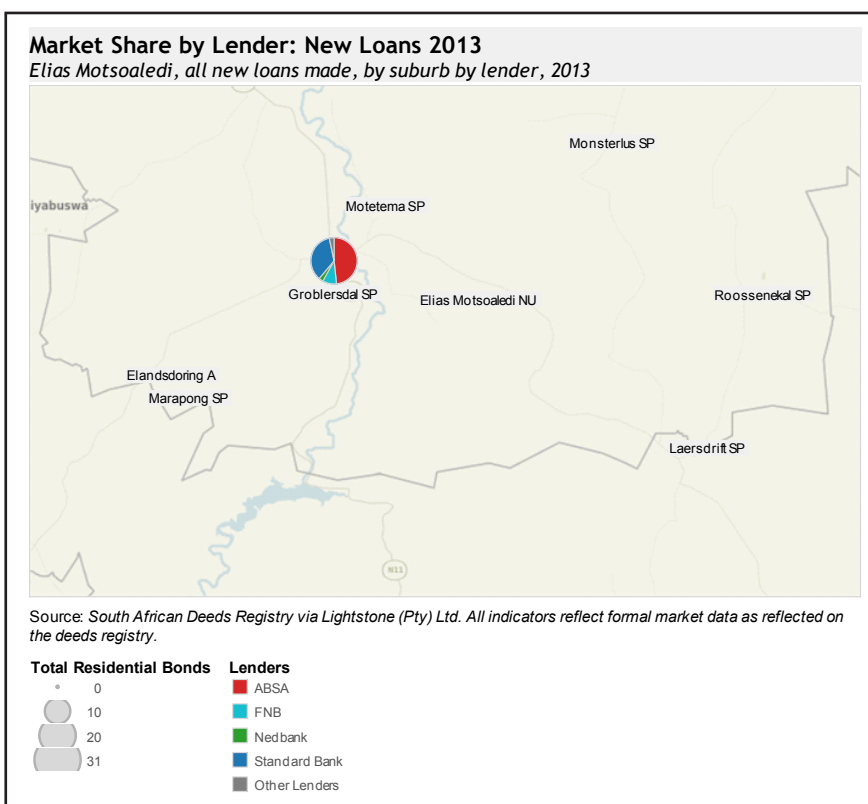 Market Share by Lender: New Loans 2013
Elias Motsoaledi, all new loans made, by suburb by lender, 2013
Monsterlus SP
iyabuswa
Motetema SP
Groblersdal SP
Elias Motsoaledi NU
Roossenekal SP
Elandsdoring A
Marapong SP
Laersdrift SP
N11
Source: South African Deeds Registry via Lightstone (Pty) Ltd. All indicators reflect formal market data as reflected on
the deeds registry.
Total Residential Bonds
0
10
20
31
Lenders
ABSA
FNB
Nedbank
Standard Bank
Other Lenders